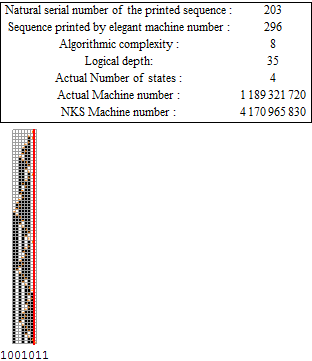 Natural serial number of the printed sequence : 203
Sequence printed by elegant machine number : 296
Algorithmic complexity : 8
Logical depth: 35
Actual Number of states : 4
Actual Machine number : 1 189 321 720
NKS Machine number : 4 170 965 830
1001011